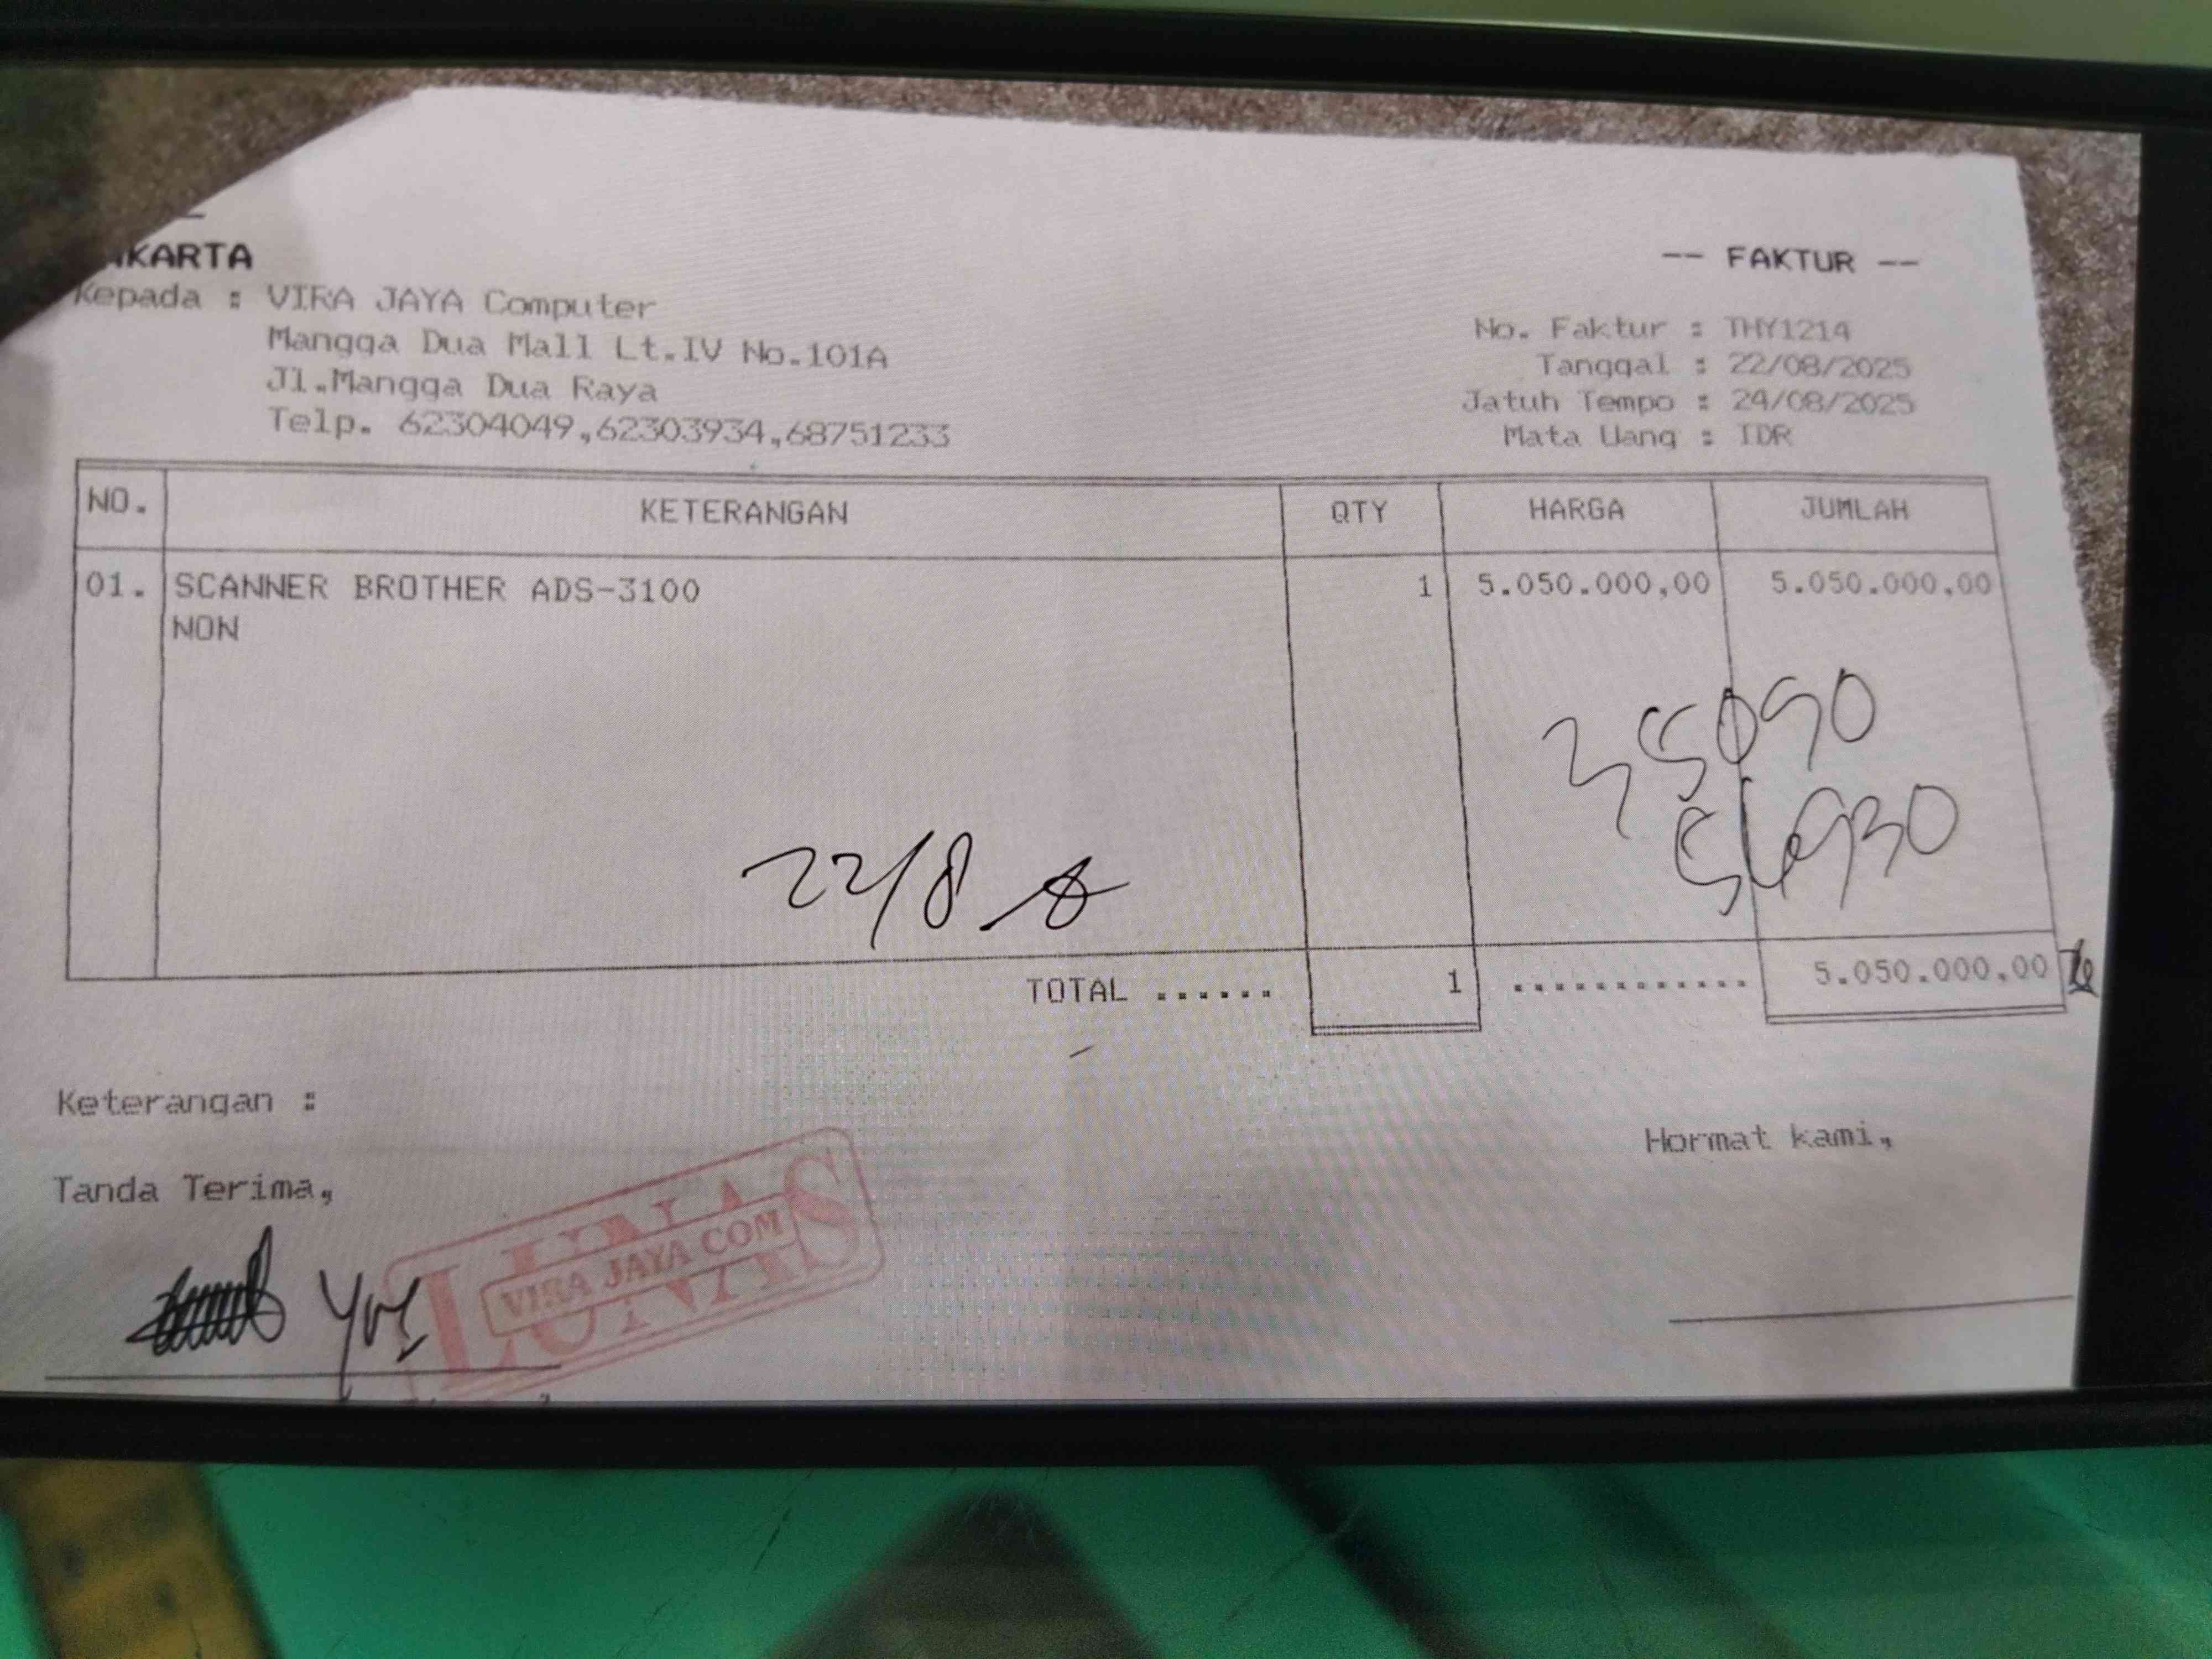 AKARTA
-- FAKTUR --
Kepada : VIRA JAYA Computer
Mangga Dua Mall Lt.IV No.101A
Jl.Mangga Dua Raya
Telp. 62304049,62303934,68751233
No. Faktur : THY1214
Tanggal : 22/08/2025
Jatuh Tempo : 24/08/2025
Mata Uang : IDR
NO. KETERANGAN QTY HARGA JUMLAH
01. SCANNER BROTHER ADS-3100 1 5.050.000,00 5.050.000,00
NON
22/8
TOTAL ...... 1 ............ 5.050.000,00
Keterangan :
Hormat kami,
Tanda Terima,
LUNAS
VIRA JAYA COM